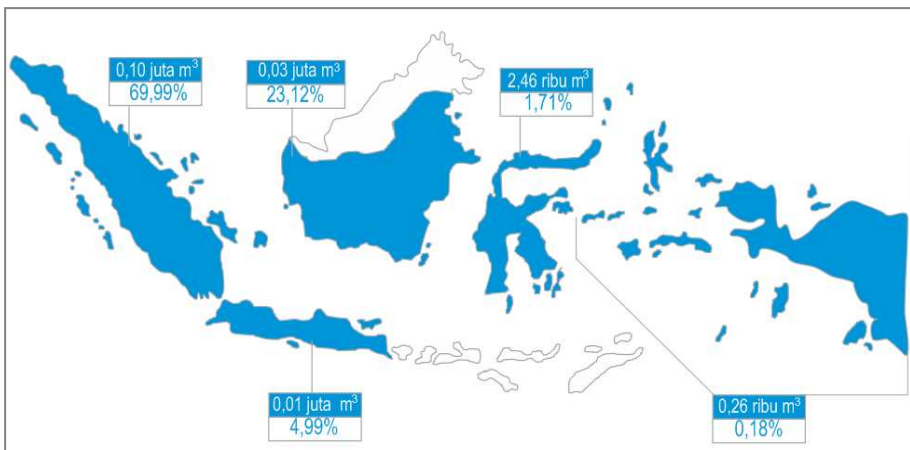 0,10 juta m³
69,99%
0,03 juta m³
23,12%
2,46 ribu m³
1,71%
0,01 juta m³
4,99%
0,26 ribu m³
0,18%